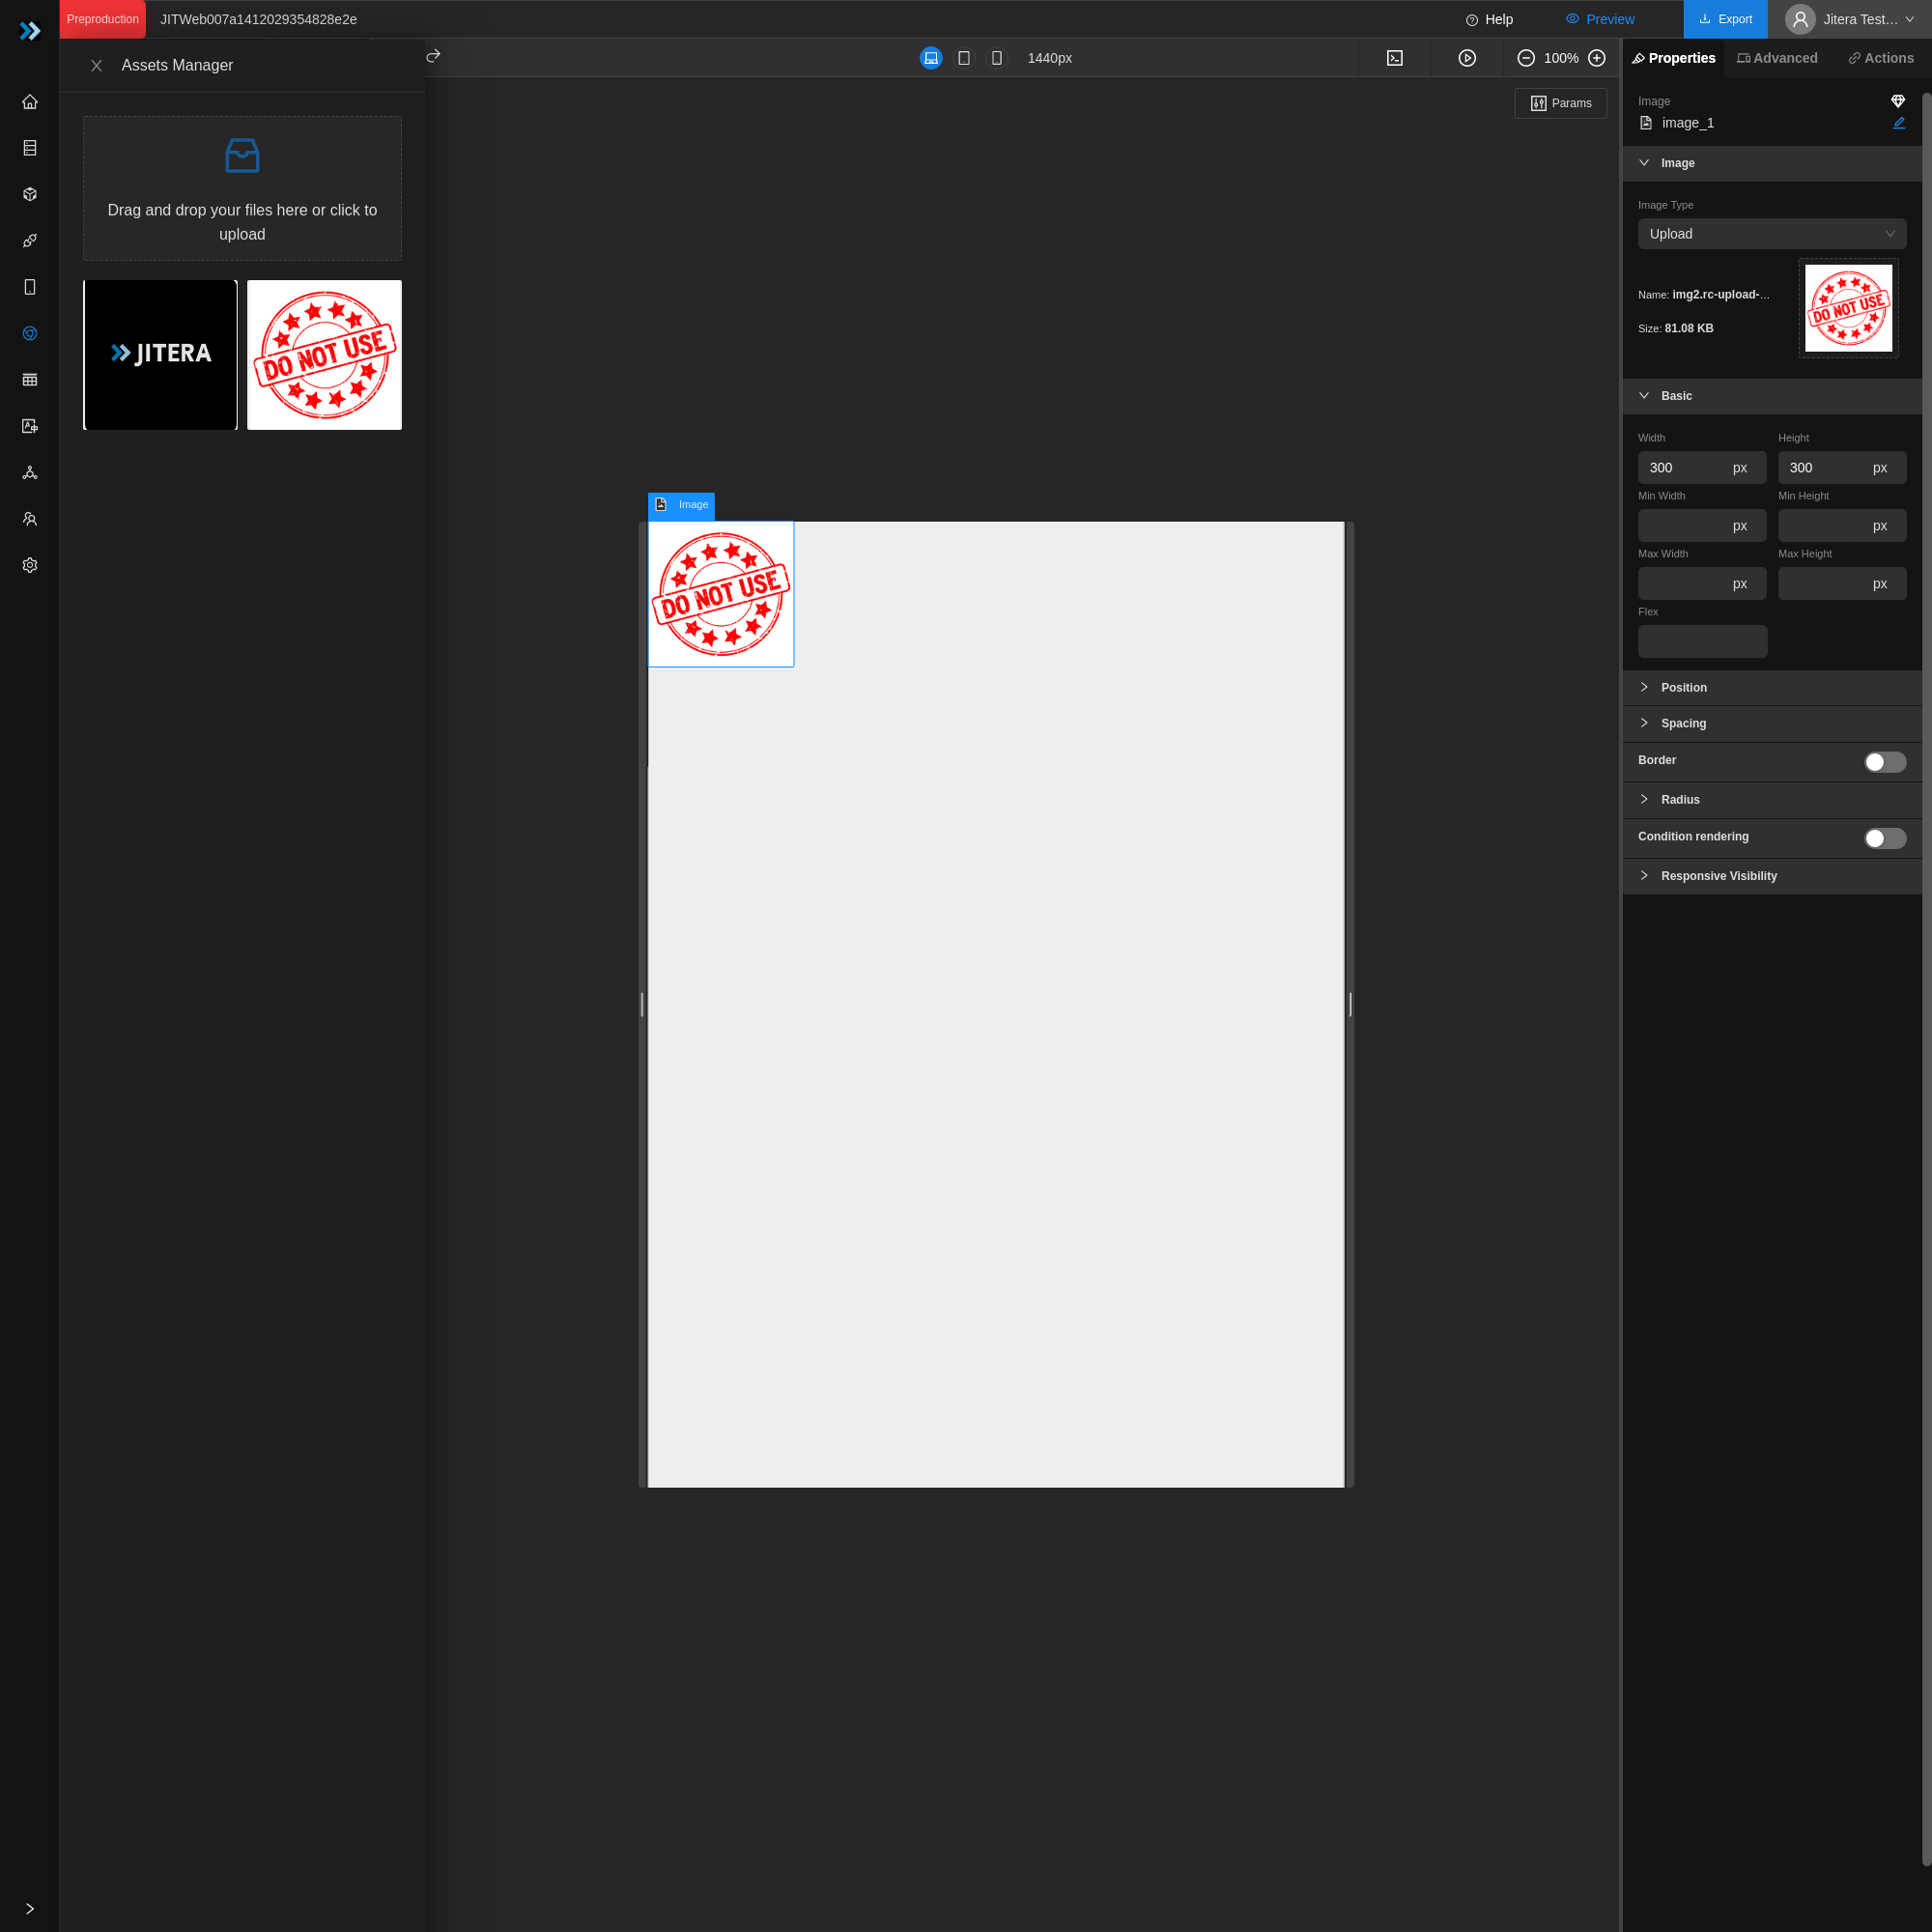 Preproduction
JITWeb007a1412029354828e2e
Help
Preview
Export
Jitera Test...
Assets Manager
1440px
100%
Properties
Advanced
Actions
Params
Drag and drop your files here or click to
upload
JITERA
DO NOT USE
Image
DO NOT USE
Image
image_1
Image
Image Type
Upload
Name: img2.rc-upload-...
Size: 81.08 KB
DO NOT USE
Basic
Width
Height
300 px
300 px
Min Width
Min Height
px
px
Max Width
Max Height
px
px
Flex
Position
Spacing
Border
Radius
Condition rendering
Responsive Visibility